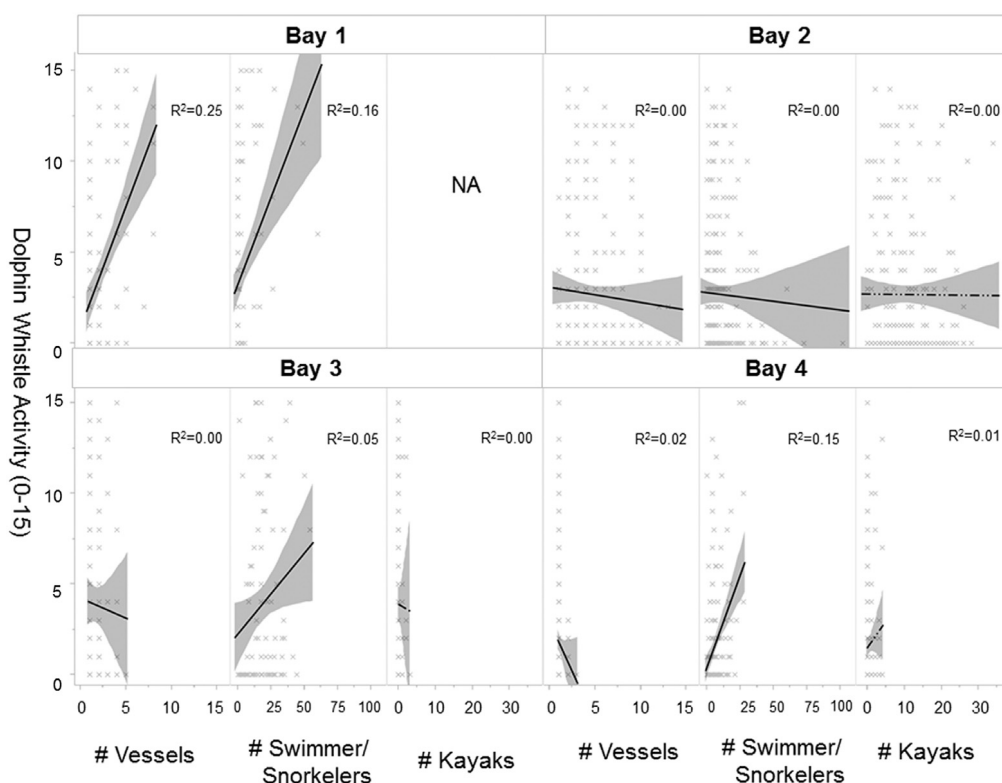 Bay 1 Bay 2
15 R²=0.25 R²=0.16 R²=0.00 R²=0.00 R²=0.00
10 NA
5
0
Bay 3 Bay 4
15 R²=0.00 R²=0.05 R²=0.00 R²=0.02 R²=0.15 R²=0.01
10
5
0
0 5 10 15 0 25 50 75 100 0 10 20 30 0 5 10 15 0 25 50 75 100 0 10 20 30
# Vessels # Swimmer/ Snorkelers # Kayaks # Vessels # Swimmer/ Snorkelers # Kayaks
Dolphin Whistle Activity (0-15)